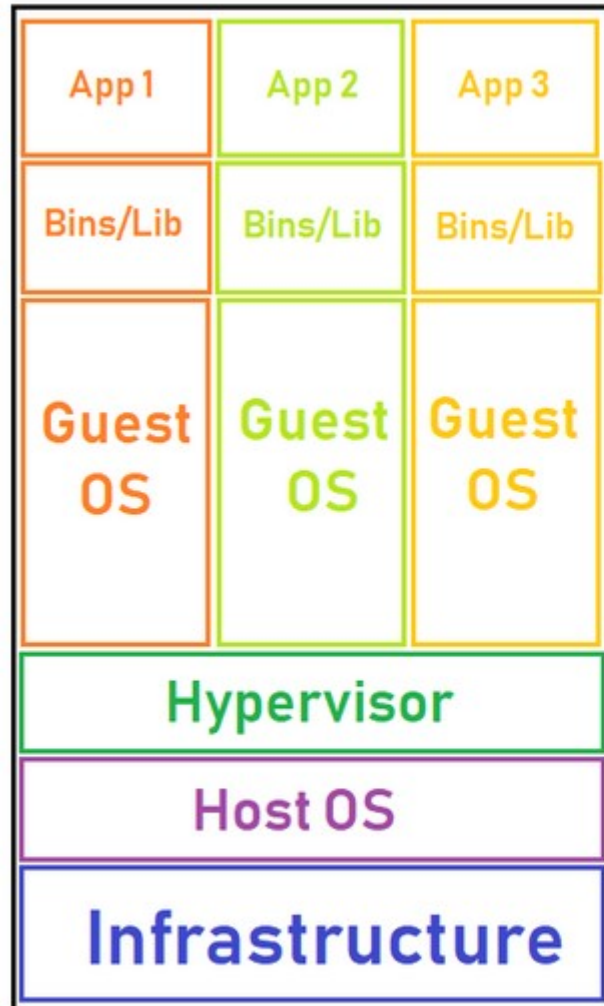 App 1
App 2
App 3
Bins/Lib
Bins/Lib
Bins/Lib
Guest
OS
Guest
OS
Guest
OS
Hypervisor
Host OS
Infrastructure